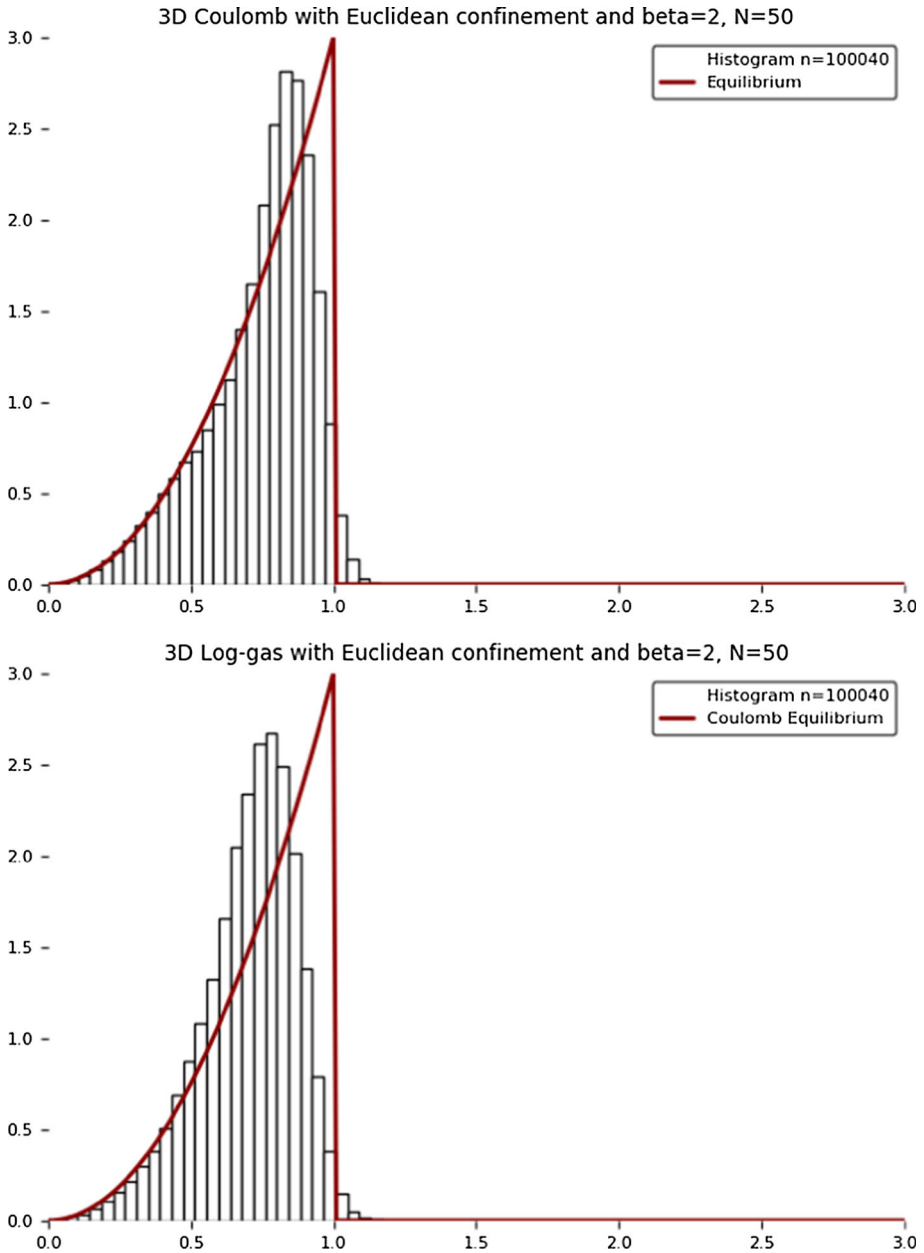 3D Coulomb with Euclidean confinement and beta=2, N=50
3.0
2.5
2.0
1.5
1.0
0.5
0.0
Histogram n=100040
Equilibrium
0.0 0.5 1.0 1.5 2.0 2.5 3.0
3D Log-gas with Euclidean confinement and beta=2, N=50
3.0
2.5
2.0
1.5
1.0
0.5
0.0
Histogram n=100040
Coulomb Equilibrium
0.0 0.5 1.0 1.5 2.0 2.5 3.0